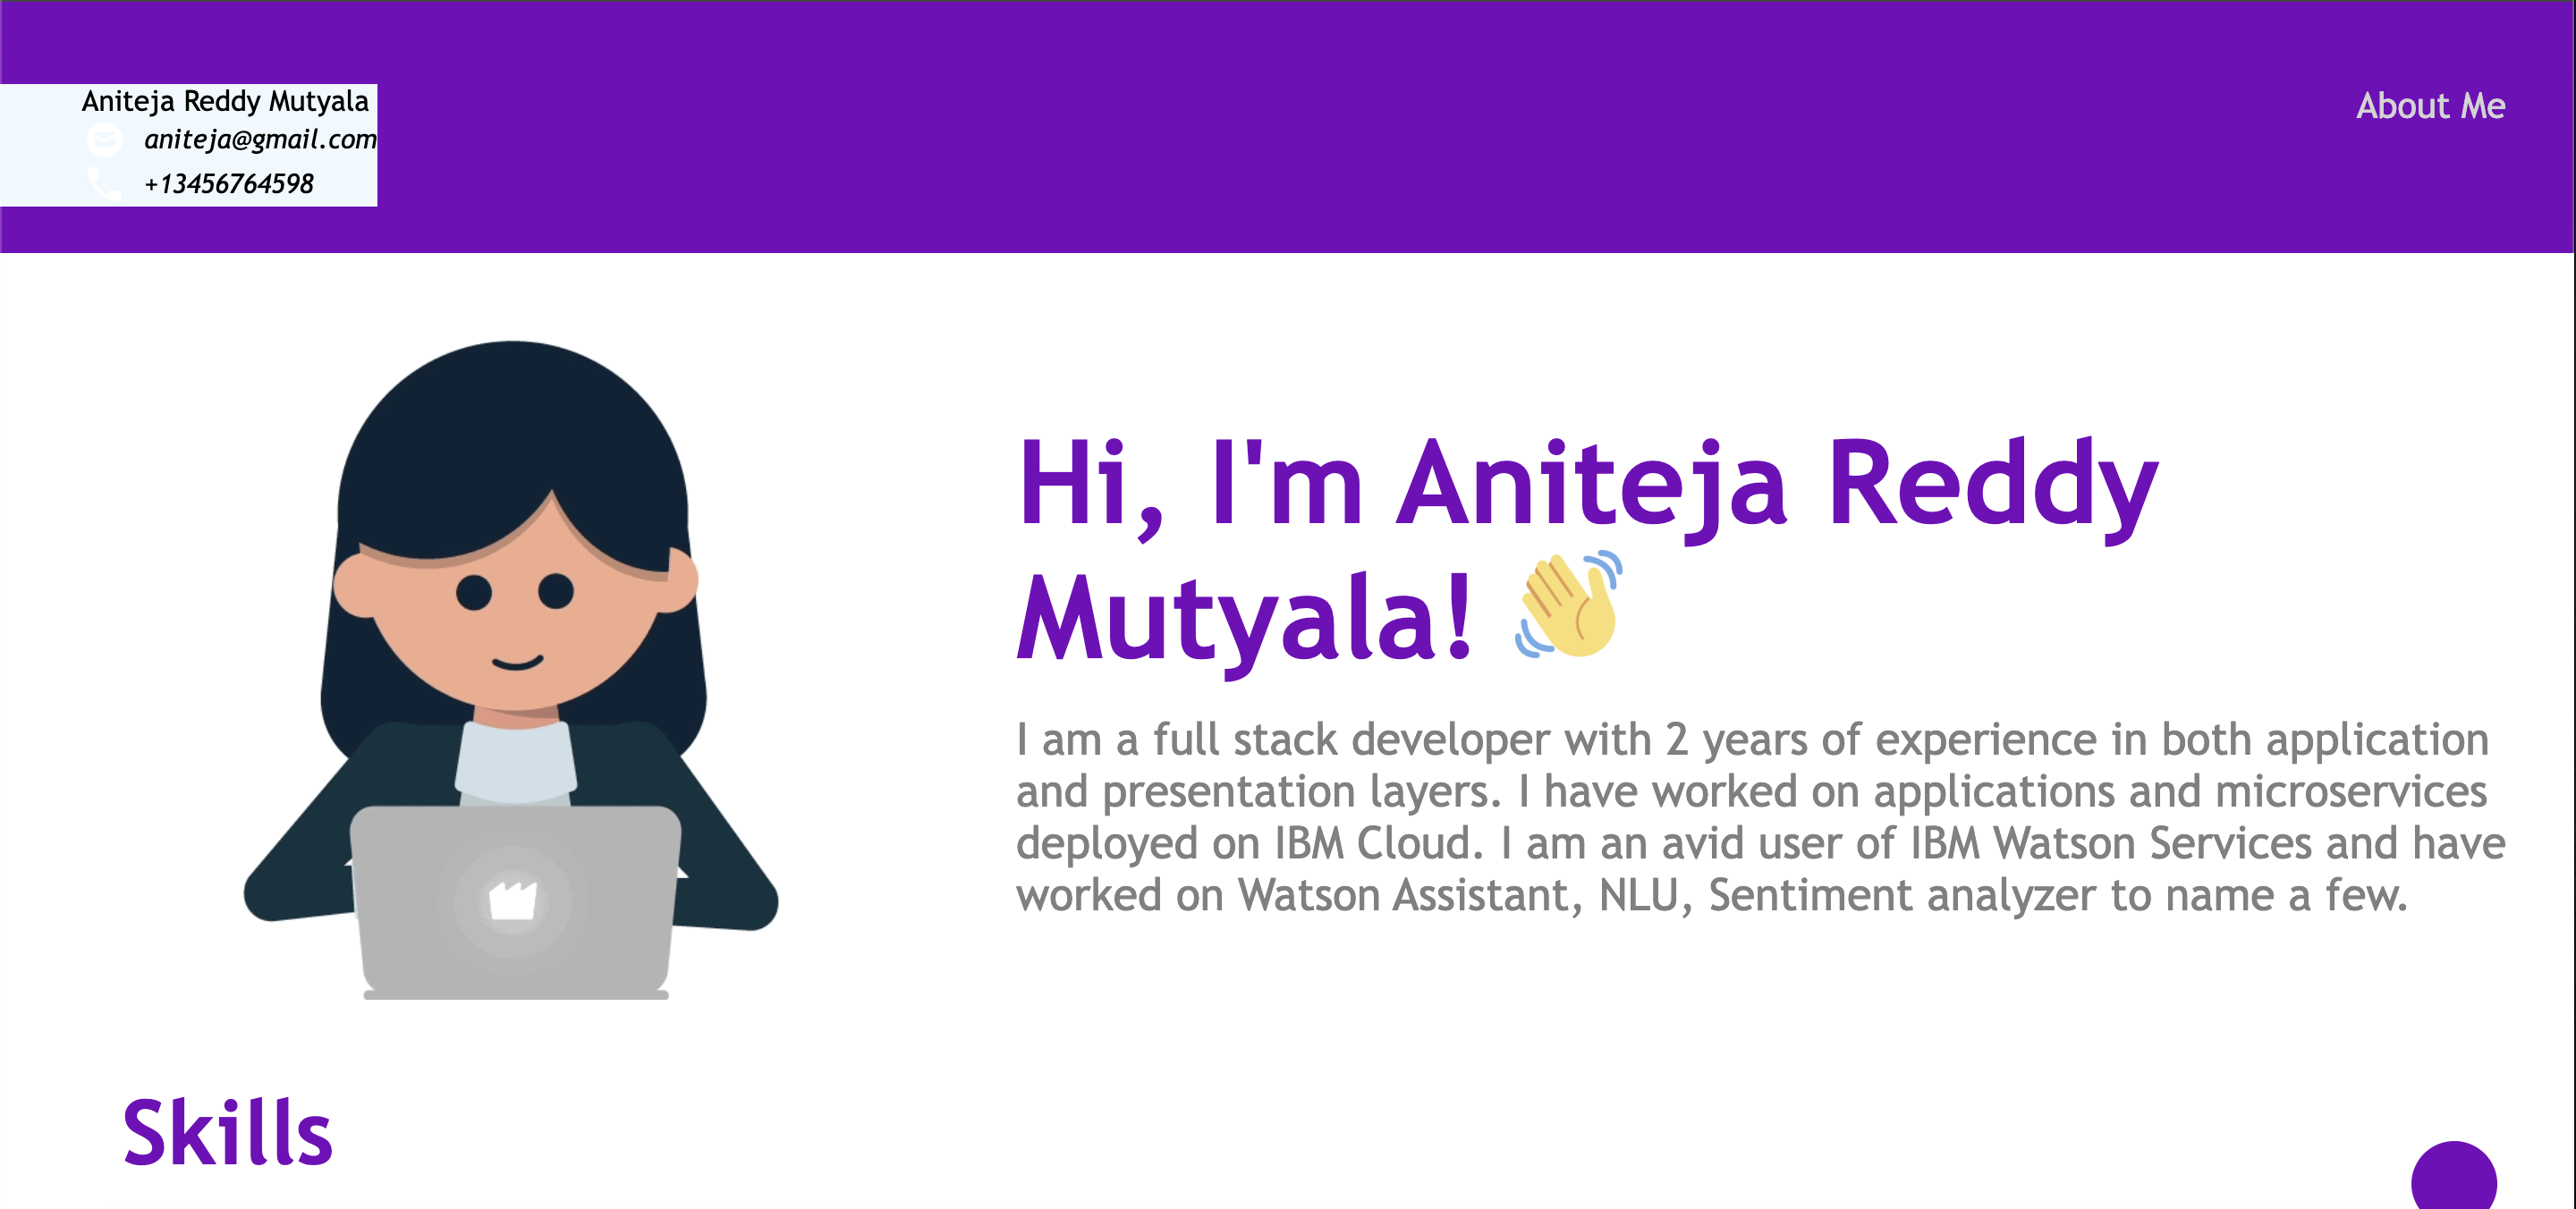 Aniteja Reddy Mutyala
aniteja@gmail.com
+13456764598
About Me
Hi, I'm Aniteja Reddy
Mutyala! 👋
I am a full stack developer with 2 years of experience in both application
and presentation layers. I have worked on applications and microservices
deployed on IBM Cloud. I am an avid user of IBM Watson Services and have
worked on Watson Assistant, NLU, Sentiment analyzer to name a few.
Skills